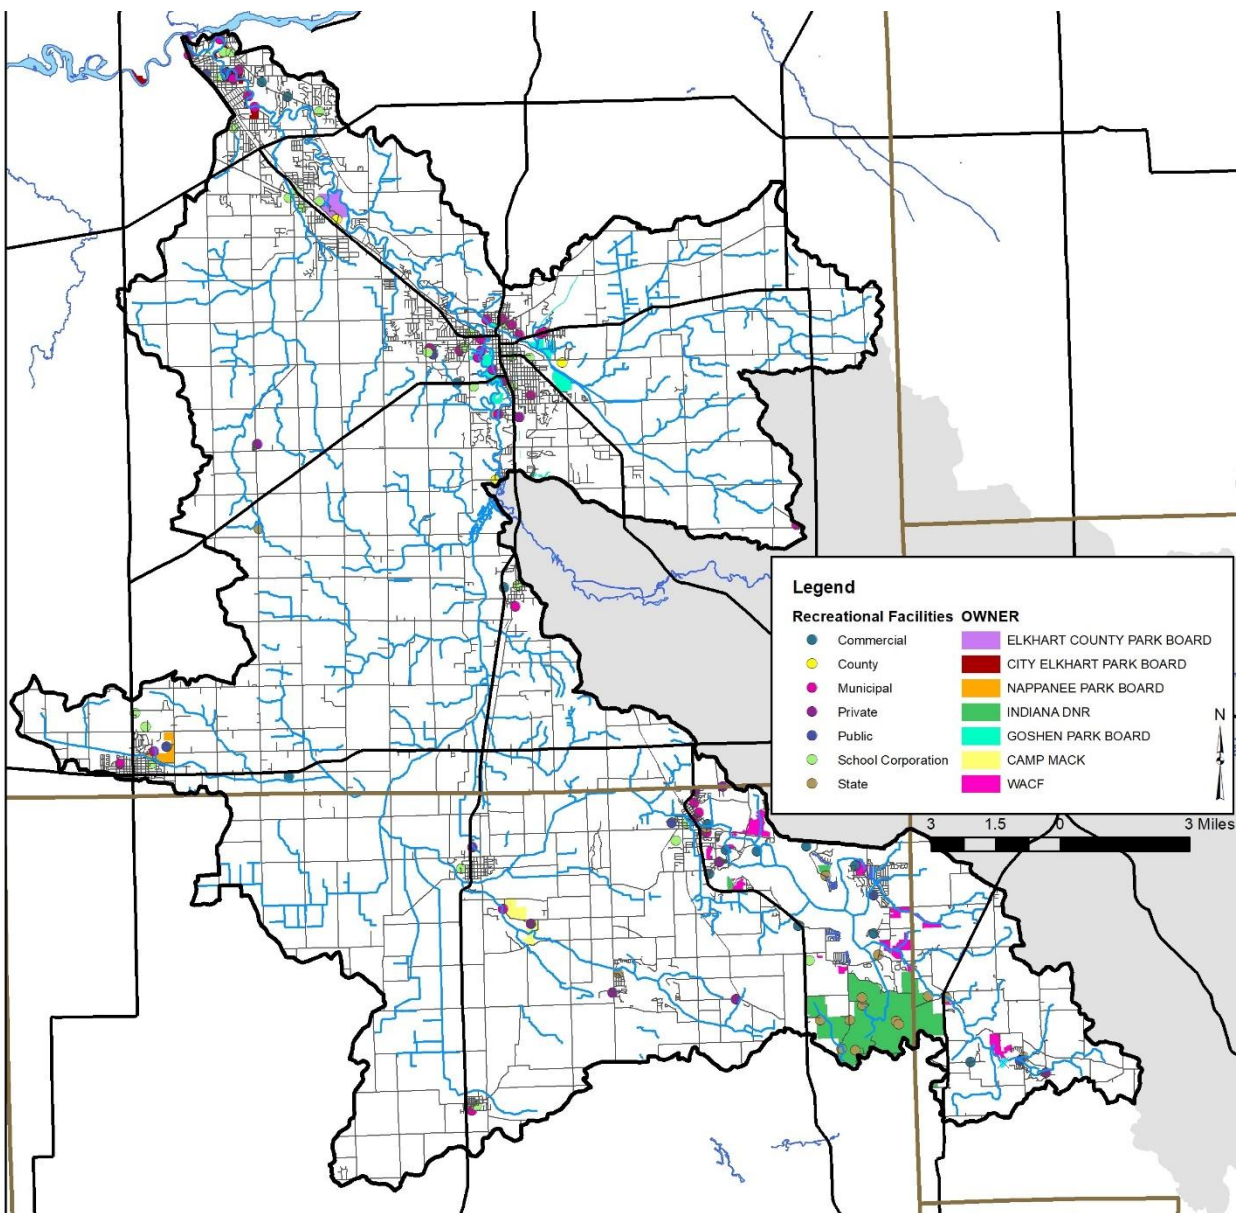 Legend
Recreational Facilities OWNER
Commercial ELKHART COUNTY PARK BOARD
County CITY ELKHART PARK BOARD
Municipal NAPPANEE PARK BOARD
Private INDIANA DNR
Public GOSHEN PARK BOARD
School Corporation CAMP MACK
State WACF
N
3 1.5 0 3 Miles